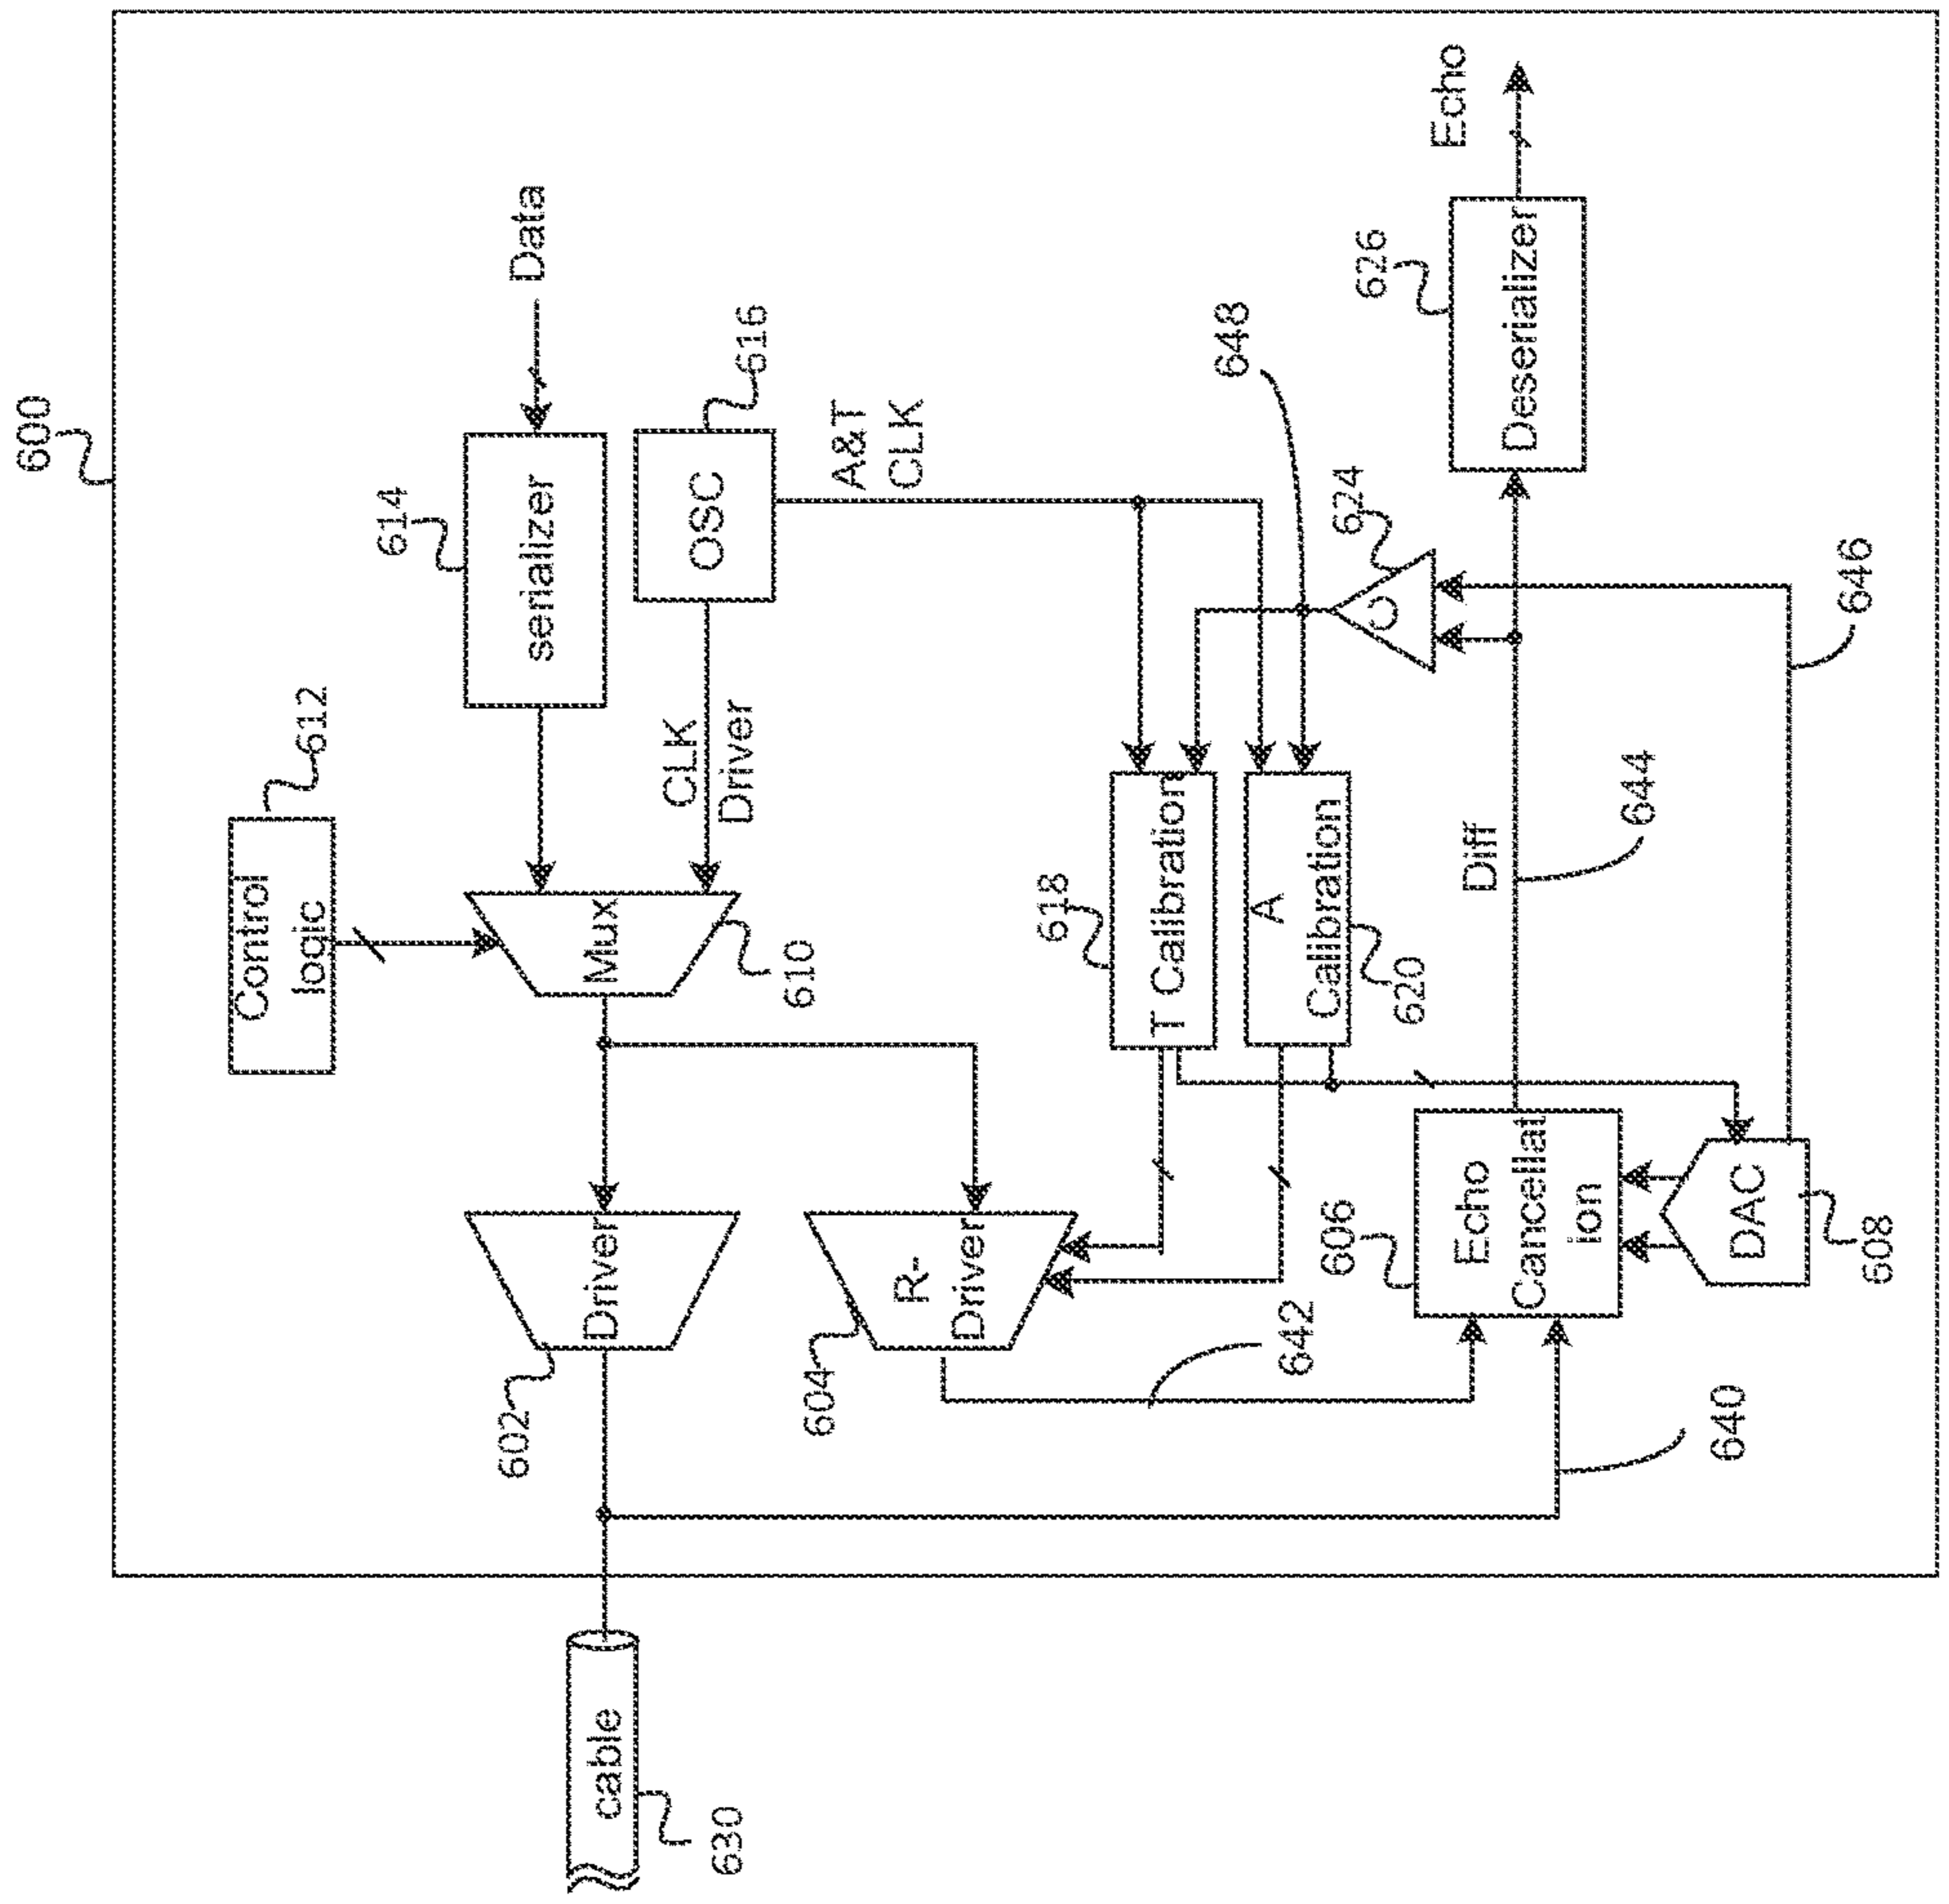 600
Control
logic
612
614
serializer
Data
OSC
616
CLK
Driver
A&T
CLK
Mux
610
Driver
602
R-
Driver
604
cable
630
618
T Calibration
A
Calibration
620
648
C
624
626
Deserializer
Echo
Diff
644
646
606
Echo
Cancellat
ion
DAC
608
642
640